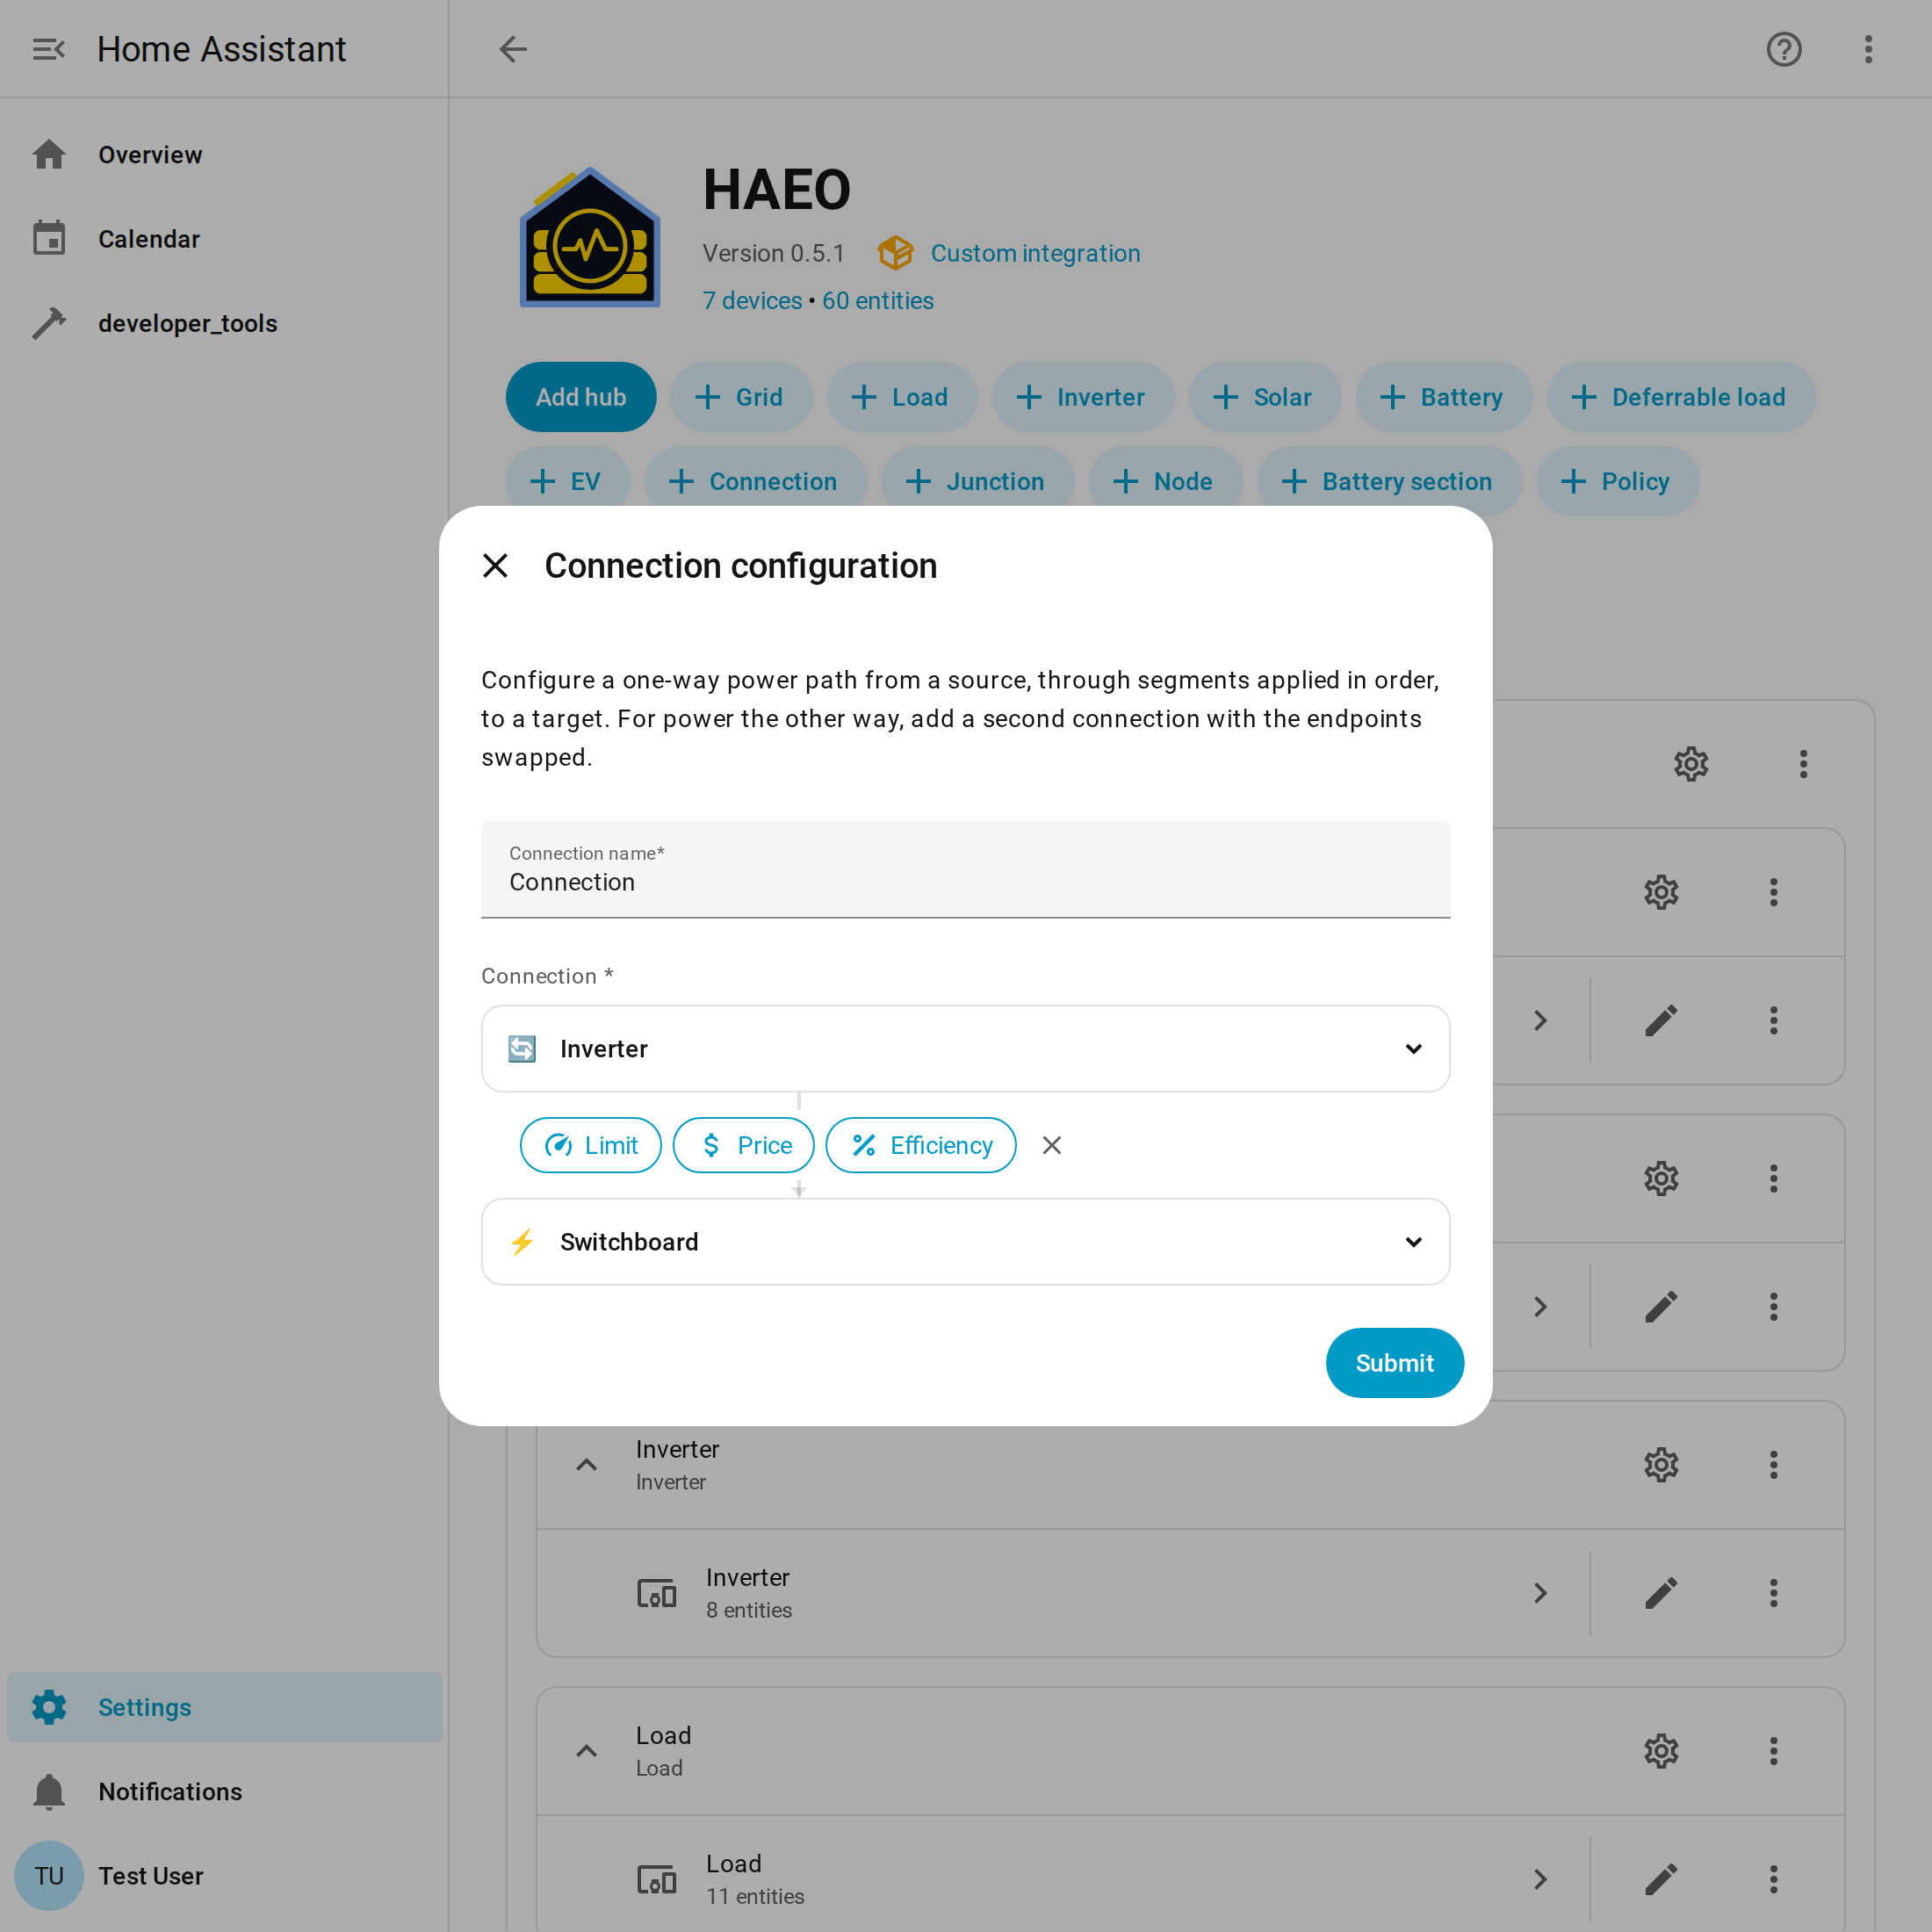 Home Assistant
Overview
Calendar
developer_tools
HAEO
Version 0.5.1 Custom integration
7 devices • 60 entities
Add hub Grid Load Inverter Solar Battery Deferrable load
EV Connection Junction Node Battery section Policy
Connection configuration
Configure a one-way power path from a source, through segments applied in order,
to a target. For power the other way, add a second connection with the endpoints
swapped.
Connection name*
Connection
Connection *
Inverter
Limit Price Efficiency
Switchboard
Submit
Inverter
Inverter
Inverter
8 entities
Load
Load
Load
11 entities
Settings
Notifications
TU Test User